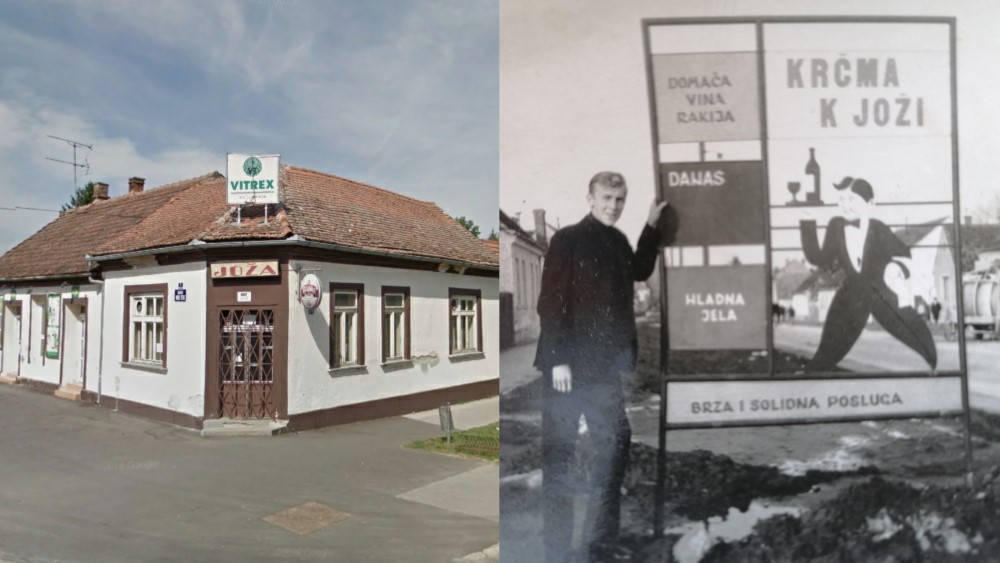 VITREX
JOŽA
DOMAĆA
VINA
RAKIJA
DANAS
HLADNA
JELA
KRČMA
K JOŽI
BRZA I SOLIDNA POSLUGA